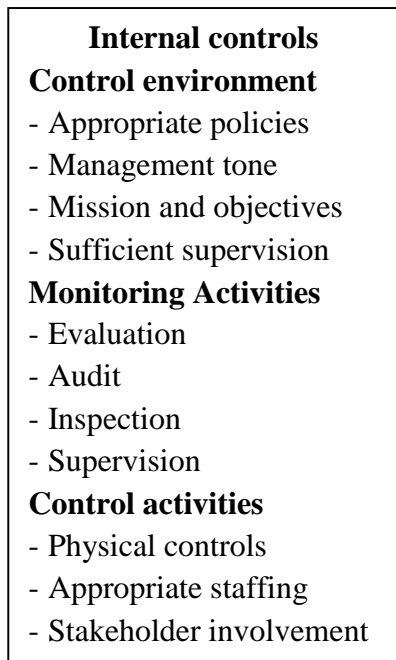 Internal controls
Control environment
- Appropriate policies
- Management tone
- Mission and objectives
- Sufficient supervision
Monitoring Activities
- Evaluation
- Audit
- Inspection
- Supervision
Control activities
- Physical controls
- Appropriate staffing
- Stakeholder involvement